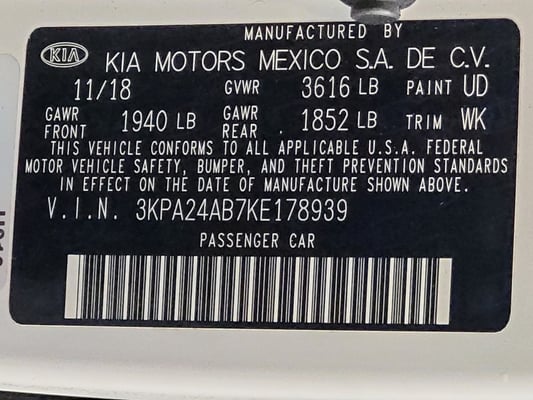 MANUFACTURED BY
KIA KIA MOTORS MEXICO S.A. DE C.V.
11/18 GVWR 3616 LB PAINT UD
GAWR FRONT 1940 LB GAWR REAR . 1852 LB TRIM WK
THIS VEHICLE CONFORMS TO ALL APPLICABLE U.S.A. FEDERAL
MOTOR VEHICLE SAFETY, BUMPER, AND THEFT PREVENTION STANDARDS
IN EFFECT ON THE DATE OF MANUFACTURE SHOWN ABOVE.
V.I.N. 3KPA24AB7KE178939
PASSENGER CAR